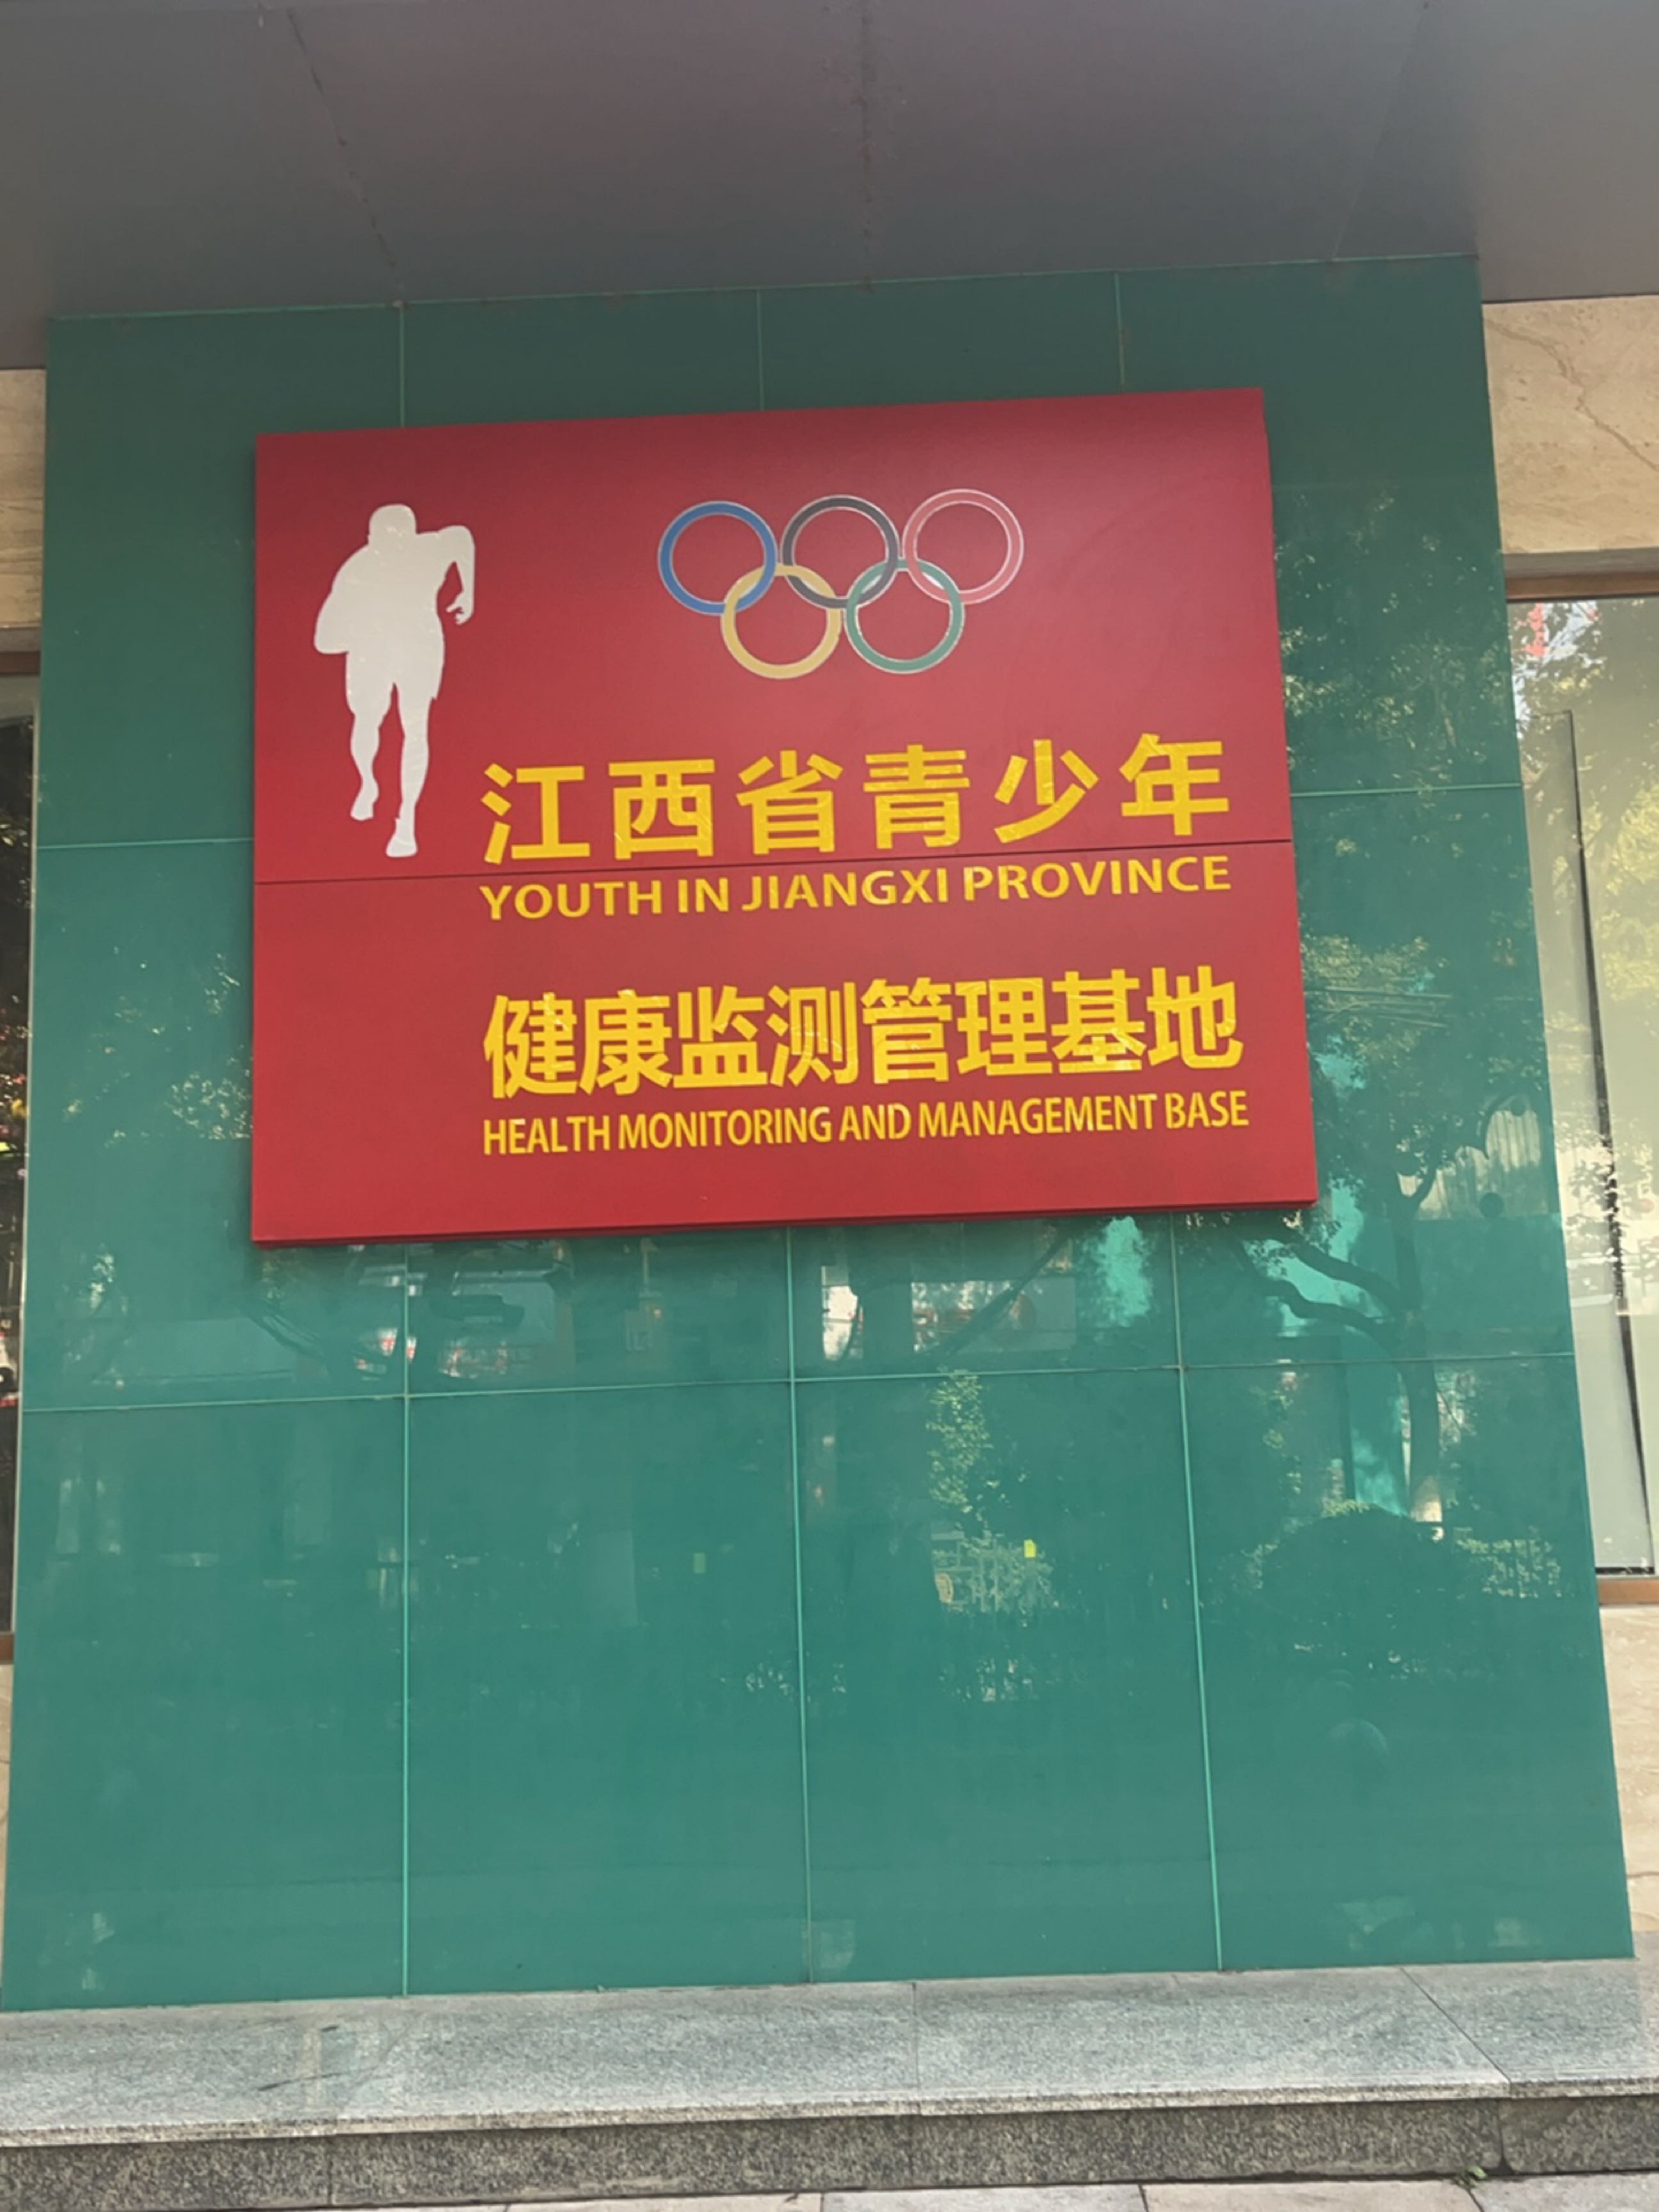 江西省青少年
YOUTH IN JIANGXI PROVINCE
健康监测管理基地
HEALTH MONITORING AND MANAGEMENT BASE